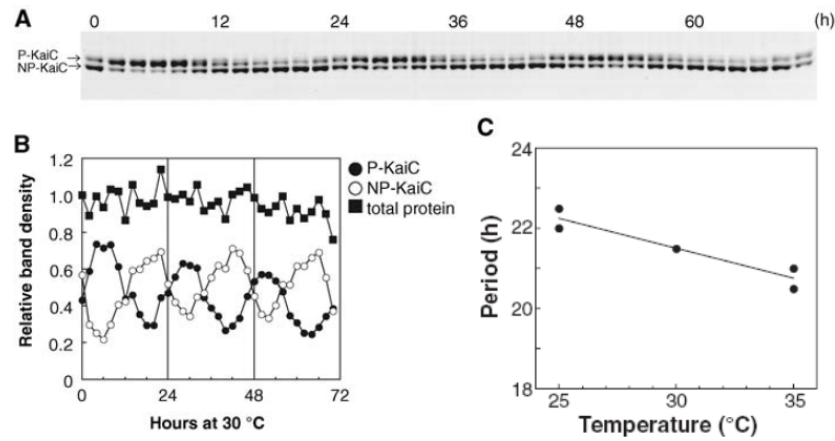 A
0 12 24 36 48 60 (h)
P-KaiC →
NP-KaiC →
B
Relative band density
1.2
1.0
0.8
0.6
0.4
0.2
0
0 24 48 72
Hours at 30 °C
P-KaiC
NP-KaiC
total protein
C
Period (h)
24
22
20
18
25 30 35
Temperature (°C)